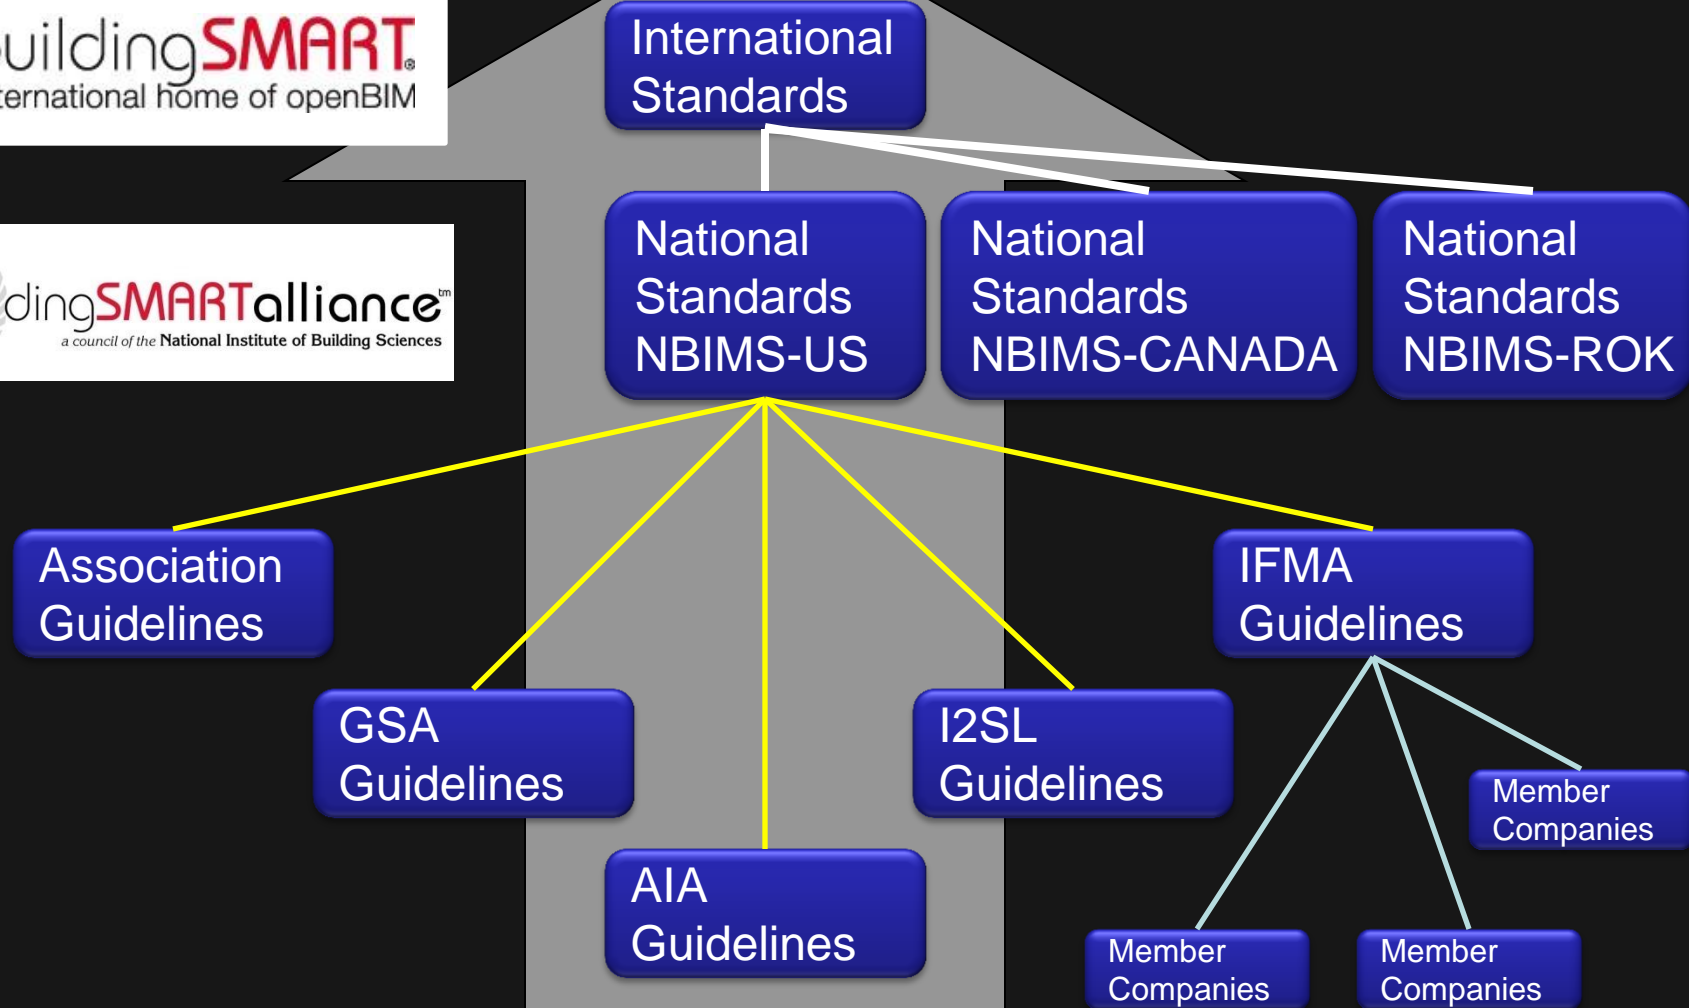 uildingSMART®
ternational home of openBIM
dingSMARTalliance™
a council of the National Institute of Building Sciences
International
Standards
National
Standards
NBIMS-US
National
Standards
NBIMS-CANADA
National
Standards
NBIMS-ROK
Association
Guidelines
GSA
Guidelines
AIA
Guidelines
I2SL
Guidelines
IFMA
Guidelines
Member
Companies
Member
Companies
Member
Companies